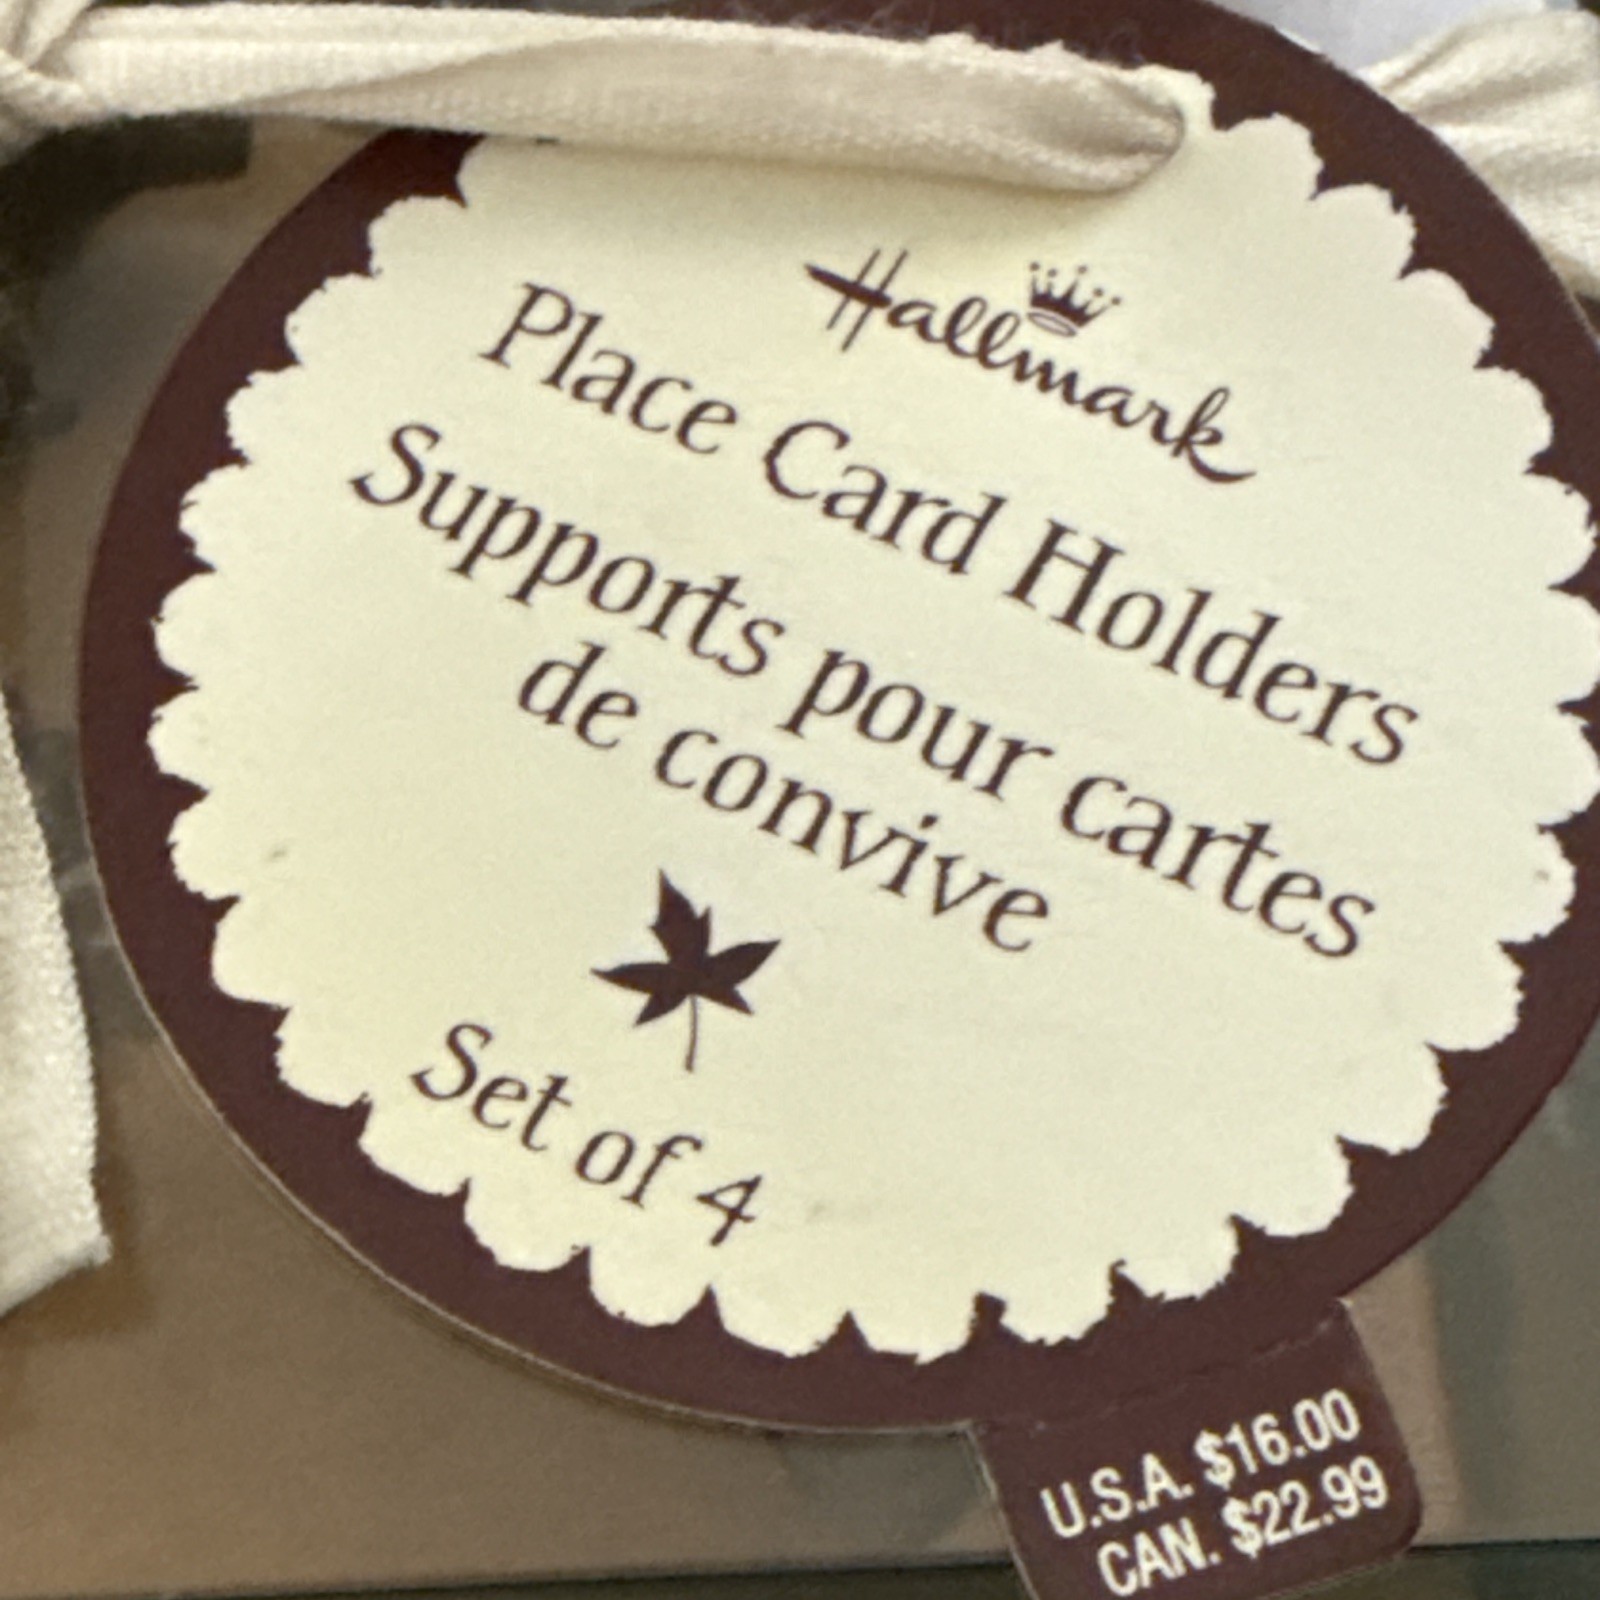 Hallmark
Place Card Holders
Supports pour cartes
de convive
Set of 4
U.S.A. $16.00
CAN. $22.99